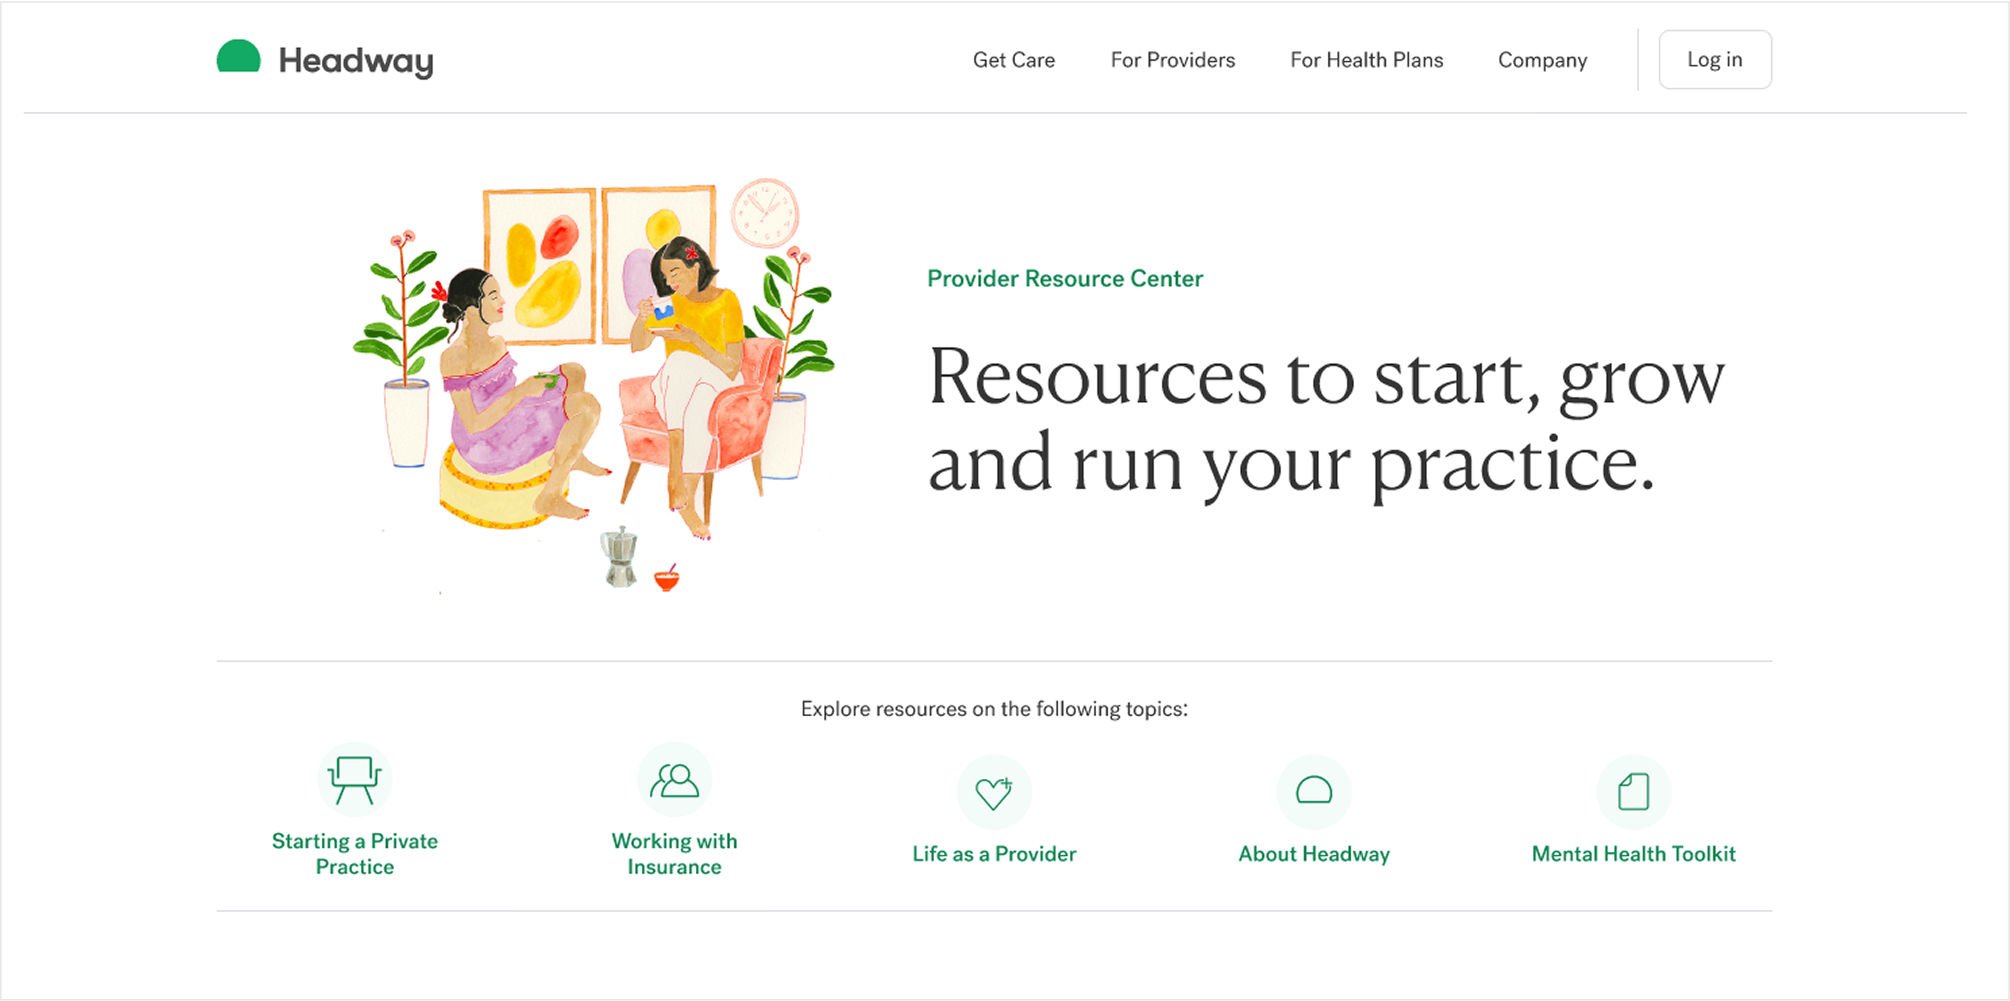 Headway
Get Care
For Providers
For Health Plans
Company
Log in
Provider Resource Center
Resources to start, grow
and run your practice.
Explore resources on the following topics:
Starting a Private
Practice
Working with
Insurance
Life as a Provider
About Headway
Mental Health Toolkit